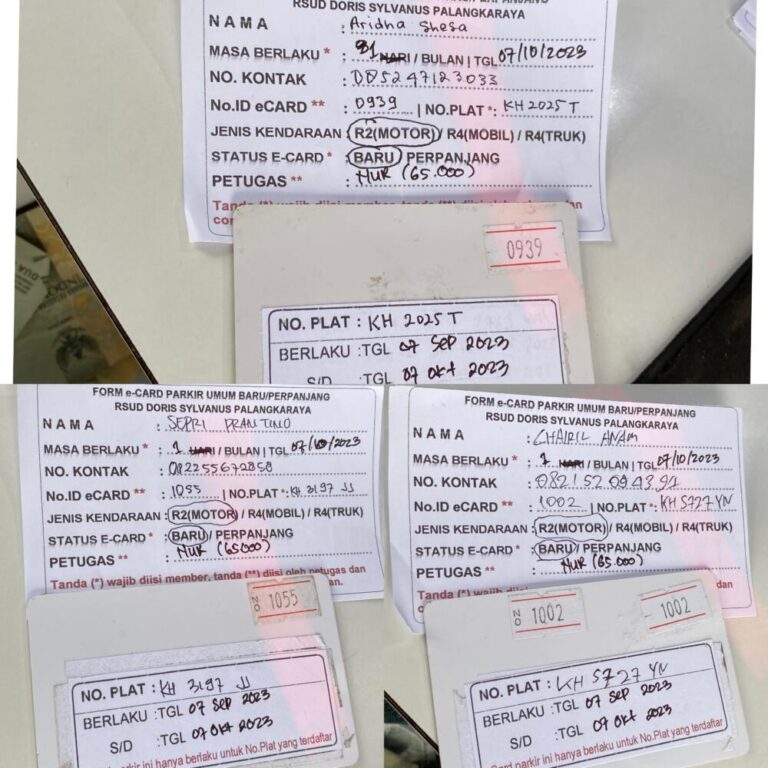 RSUD DORIS SYLVANUS PALANGKARAYA
NAMA : Aridha Shesa
MASA BERLAKU * : 1 HARI / BULAN | TGL 07/10/2023
NO. KONTAK : 085247123033
No.ID eCARD ** : 0939 | NO.PLAT *: KH 2025 T
JENIS KENDARAAN : R2(MOTOR) / R4(MOBIL) / R4(TRUK)
STATUS E-CARD * : BARU / PERPANJANG
PETUGAS ** : NUR (65.000)
Tanda (*) wajib diisi member, tanda (**) diisi dan
0939
NO. PLAT : KH 2025 T
BERLAKU : TGL 07 SEP 2023
S/D : TGL 07 OKT 2023
FORM e-CARD PARKIR UMUM BARU/PERPANJANG
RSUD DORIS SYLVANUS PALANGKARAYA
NAMA : SEPRI PRANTINO
MASA BERLAKU * : 1 HARI / BULAN | TGL 07/10/2023
NO. KONTAK : 082255672858
No.ID eCARD ** : 1055 | NO.PLAT *: KH 3197 JJ
JENIS KENDARAAN : R2(MOTOR) / R4(MOBIL) / R4(TRUK)
STATUS E-CARD * : BARU / PERPANJANG
PETUGAS ** : NUR (65000)
Tanda (*) wajib diisi member, tanda (**) diisi oleh petugas dan
an.
NO 1055
NO. PLAT : KH 3197 JJ
BERLAKU : TGL 07 SEP 2023
S/D : TGL 07 OKT 2023
FORM e-CARD PARKIR UMUM BARU/PERPANJANG
RSUD DORIS SYLVANUS PALANGKARAYA
NAMA : CHAIRIL ANAM
MASA BERLAKU * : 1 HARI / BULAN | TGL 07/10/2023
NO. KONTAK : 082152094394
No.ID eCARD ** : 1002 | NO.PLAT *: KH 5727 YN
JENIS KENDARAAN : R2(MOTOR) / R4(MOBIL) / R4(TRUK)
STATUS E-CARD * : BARU / PERPANJANG
PETUGAS ** : NUR (65.000)
Tanda (*) wajib dan
NO 1002
1002
NO. PLAT : KH 5727 YN
BERLAKU : TGL 07 SEP 2023
S/D : TGL 07 OKT 2023
Card parkir ini hanya berlaku untuk No.Plat yang terdaftar